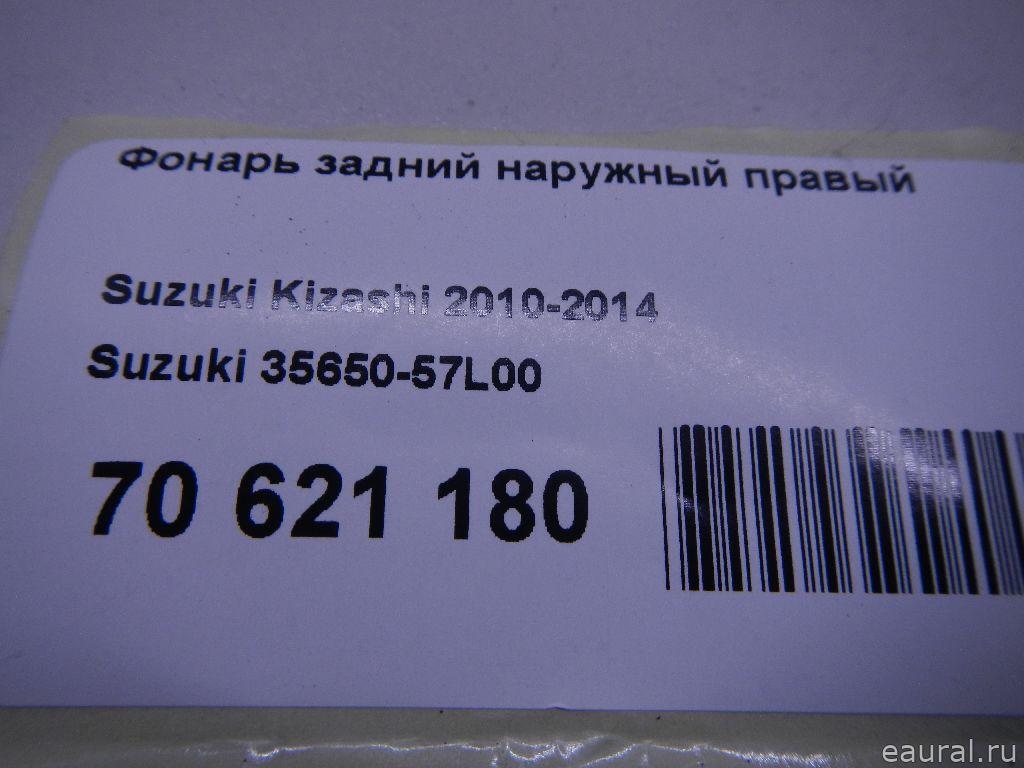 Фонарь задний наружный правый
Suzuki Kizashi 2010-2014
Suzuki 35650-57L00
70 621 180
eaural.ru